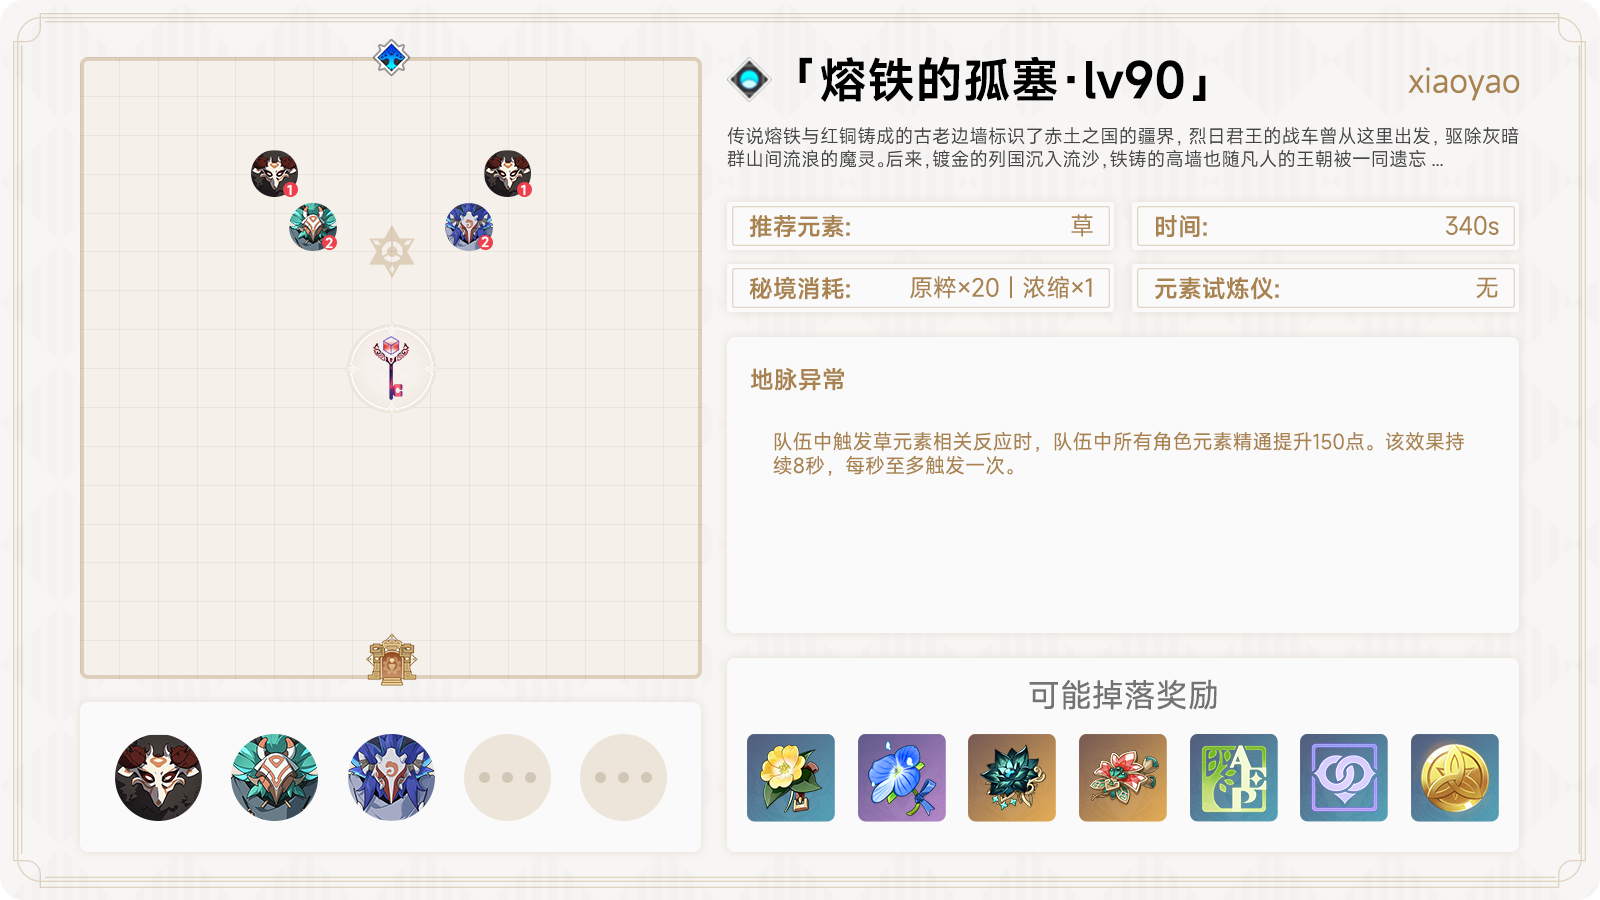 「熔铁的孤塞·lv90」
xiaoyao
传说熔铁与红铜铸成的古老边墙标识了赤土之国的疆界，烈日君王的战车曾从这里出发，驱除灰暗
群山间流浪的魔灵。后来，镀金的列国沉入流沙，铁铸的高墙也随凡人的王朝被一同遗忘 ...
推荐元素: 草
时间: 340s
秘境消耗: 原粹×20丨浓缩×1
元素试炼仪: 无
地脉异常
队伍中触发草元素相关反应时，队伍中所有角色元素精通提升150点。该效果持
续8秒，每秒至多触发一次。
1
1
2
2
可能掉落奖励
AEP